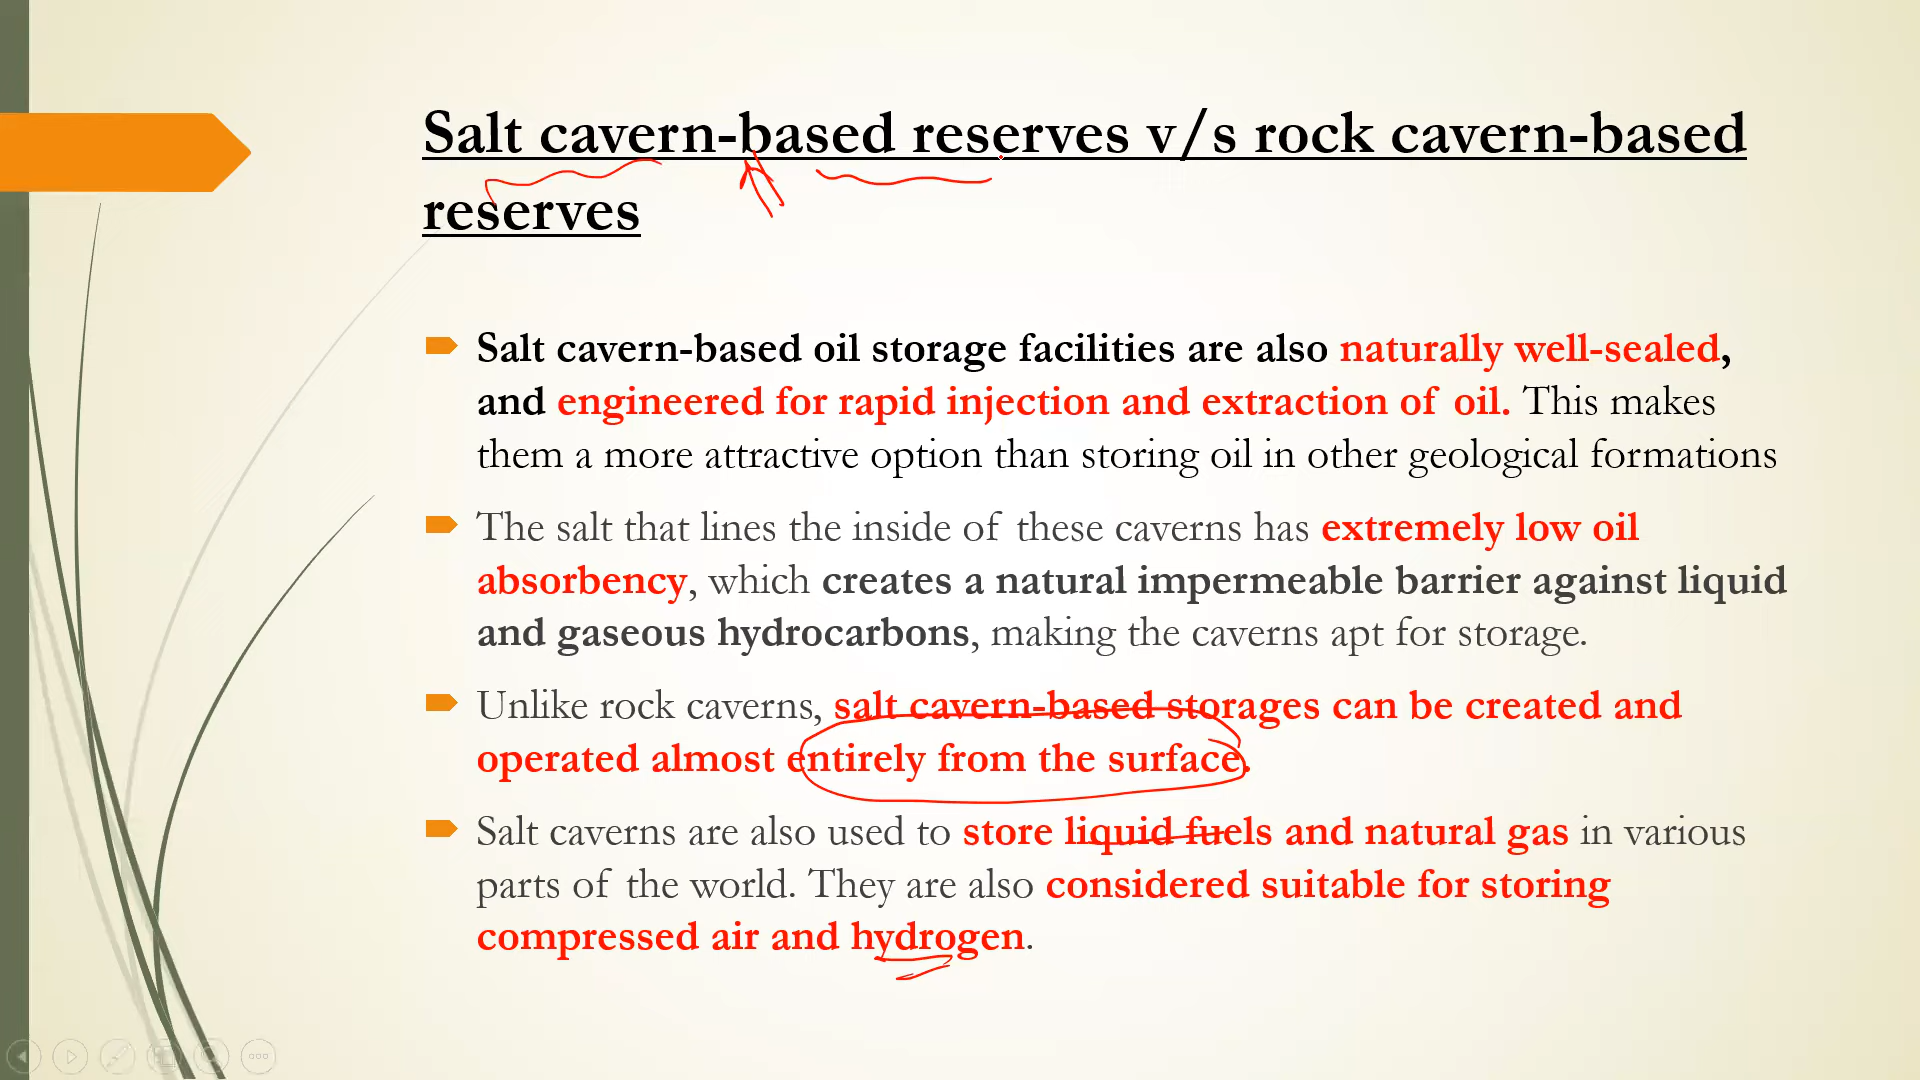 Salt cavern-based reserves v/s rock cavern-based
reserves
Salt cavern-based oil storage facilities are also naturally well-sealed,
and engineered for rapid injection and extraction of oil. This makes
them a more attractive option than storing oil in other geological formations
The salt that lines the inside of these caverns has extremely low oil
absorbency, which creates a natural impermeable barrier against liquid
and gaseous hydrocarbons, making the caverns apt for storage.
Unlike rock caverns, salt cavern-based storages can be created and
operated almost entirely from the surface.
Salt caverns are also used to store liquid fuels and natural gas in various
parts of the world. They are also considered suitable for storing
compressed air and hydrogen.